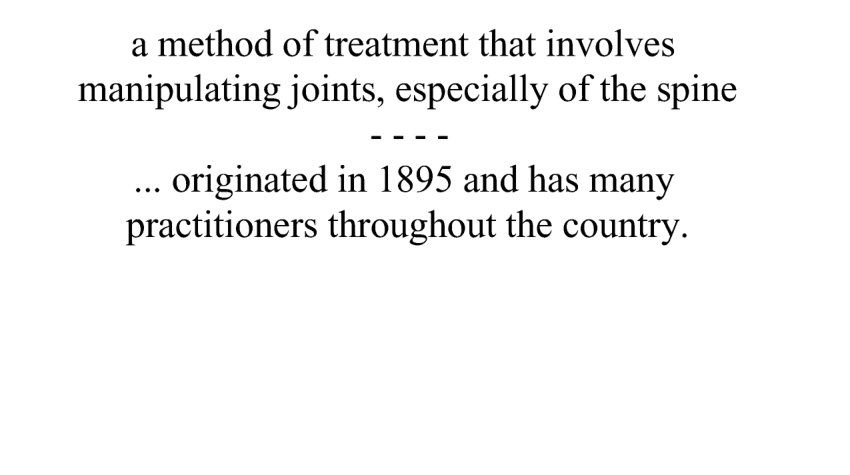 a method of treatment that involves
manipulating joints, especially of the spine
- - - -
... originated in 1895 and has many
practitioners throughout the country.